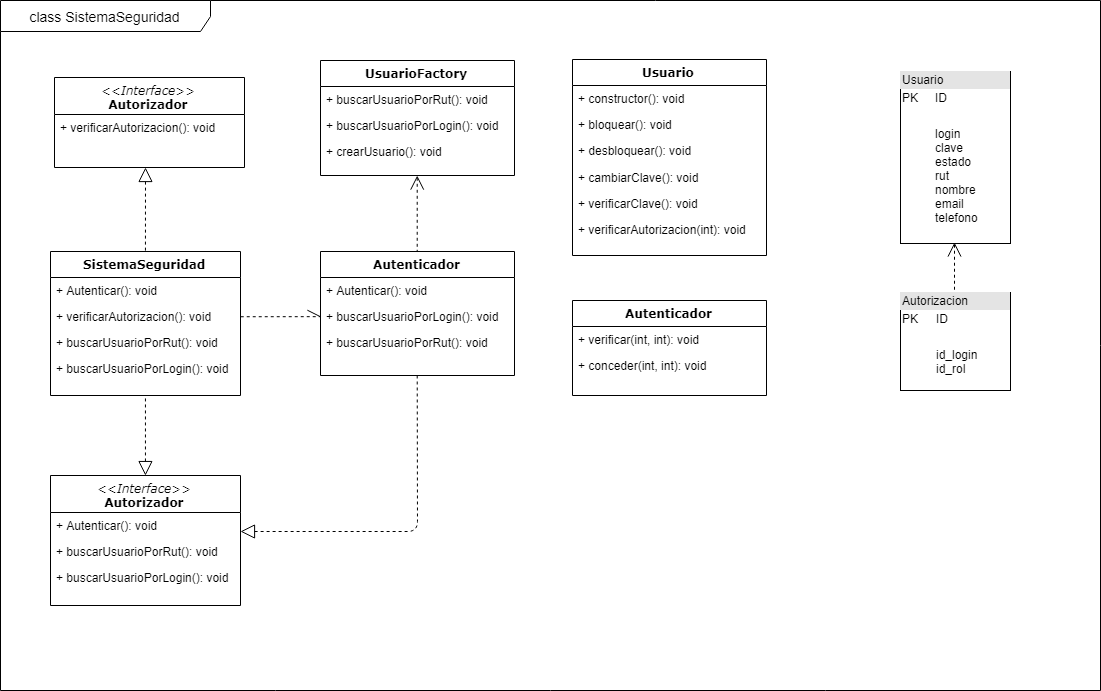 class SistemaSeguridad
<<Interface>>
Autorizador
+ verificarAutorizacion(): void
UsuarioFactory
+ buscarUsuarioPorRut(): void
+ buscarUsuarioPorLogin(): void
+ crearUsuario(): void
Usuario
+ constructor(): void
+ bloquear(): void
+ desbloquear(): void
+ cambiarClave(): void
+ verificarClave(): void
+ verificarAutorizacion(int): void
Usuario
PK ID
login
clave
estado
rut
nombre
email
telefono
SistemaSeguridad
+ Autenticar(): void
+ verificarAutorizacion(): void
+ buscarUsuarioPorRut(): void
+ buscarUsuarioPorLogin(): void
Autenticador
+ Autenticar(): void
+ buscarUsuarioPorLogin(): void
+ buscarUsuarioPorRut(): void
Autenticador
+ verificar(int, int): void
+ conceder(int, int): void
Autorizacion
PK ID
id_login
id_rol
<<Interface>>
Autorizador
+ Autenticar(): void
+ buscarUsuarioPorRut(): void
+ buscarUsuarioPorLogin(): void